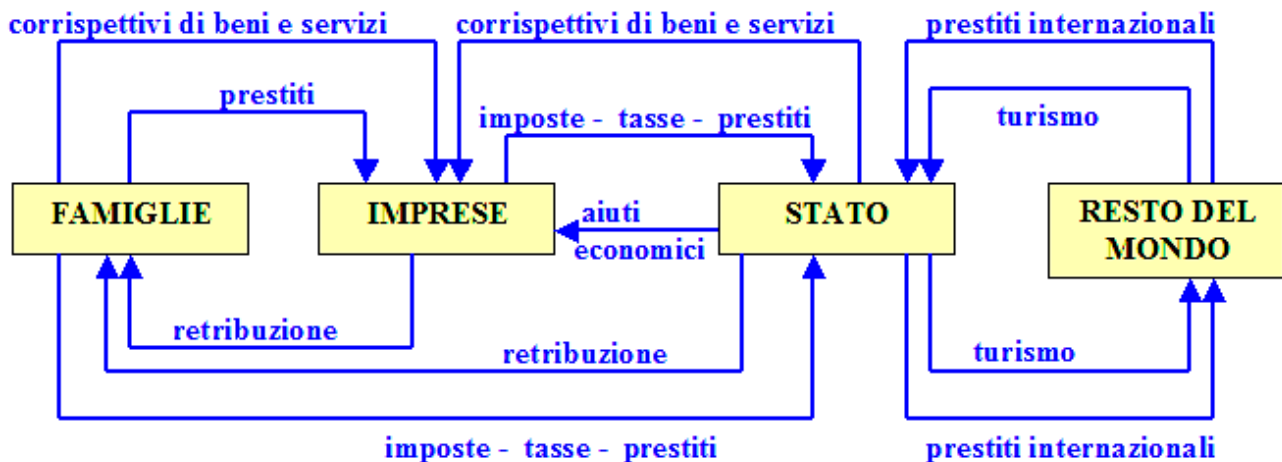 corrispettivi di beni e servizi corrispettivi di beni e servizi prestiti internazionali
prestiti turismo
imposte - tasse - prestiti
FAMIGLIE IMPRESE STATO RESTO DEL
MONDO
aiuti
economici
retribuzione retribuzione turismo
imposte - tasse - prestiti prestiti internazionali